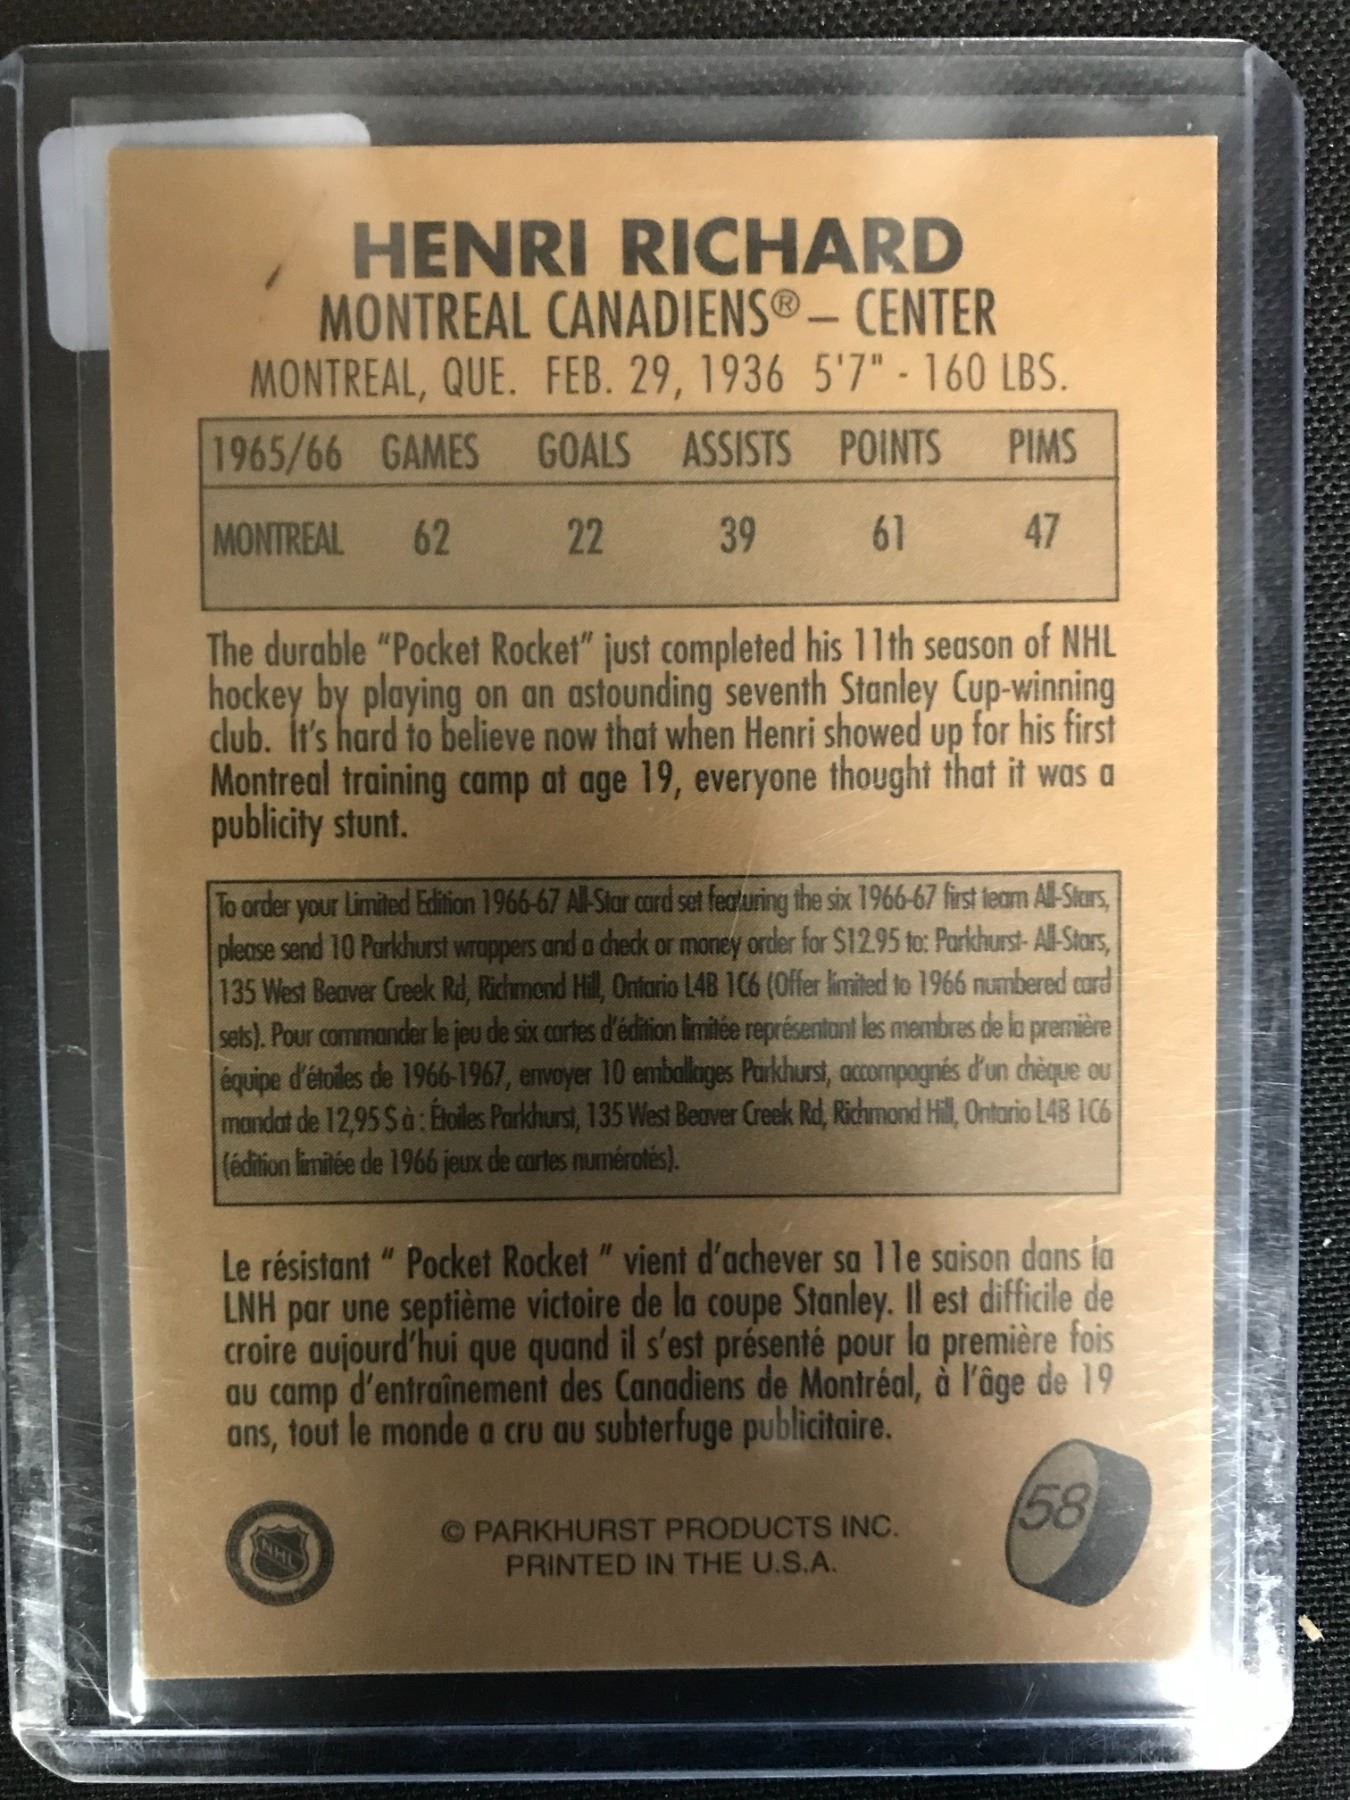 HENRI RICHARD
MONTREAL CANADIENS® – CENTER
MONTREAL, QUE. FEB. 29, 1936 5'7" - 160 LBS.
1965/66 GAMES GOALS ASSISTS POINTS PIMS
MONTREAL 62 22 39 61 47
The durable "Pocket Rocket" just completed his 11th season of NHL
hockey by playing on an astounding seventh Stanley Cup-winning
club. It's hard to believe now that when Henri showed up for his first
Montreal training camp at age 19, everyone thought that it was a
publicity stunt.
To order your Limited Edition 1966-67 All-Star card set featuring the six 1966-67 first team All-Stars,
please send 10 Parkhurst wrappers and a check or money order for $12.95 to: Parkhurst- All-Stars,
135 West Beaver Creek Rd, Richmond Hill, Ontario L4B 1C6 (Offer limited to 1966 numbered card
sets). Pour commander le jeu de six cartes d'édition limitée représentant les membres de la première
équipe d'étoiles de 1966-1967, envoyer 10 emballages Parkhurst, accompagnés d'un chèque ou
mandat de 12,95 $ à : Étoiles Parkhurst, 135 West Beaver Creek Rd, Richmond Hill, Ontario L4B 1C6
(édition limitée de 1966 jeux de cartes numérotés).
Le résistant " Pocket Rocket " vient d'achever sa 11e saison dans la
LNH par une septième victoire de la coupe Stanley. Il est difficile de
croire aujourd'hui que quand il s'est présenté pour la première fois
au camp d'entraînement des Canadiens de Montréal, à l'âge de 19
ans, tout le monde a cru au subterfuge publicitaire.
58
NHL
© PARKHURST PRODUCTS INC.
PRINTED IN THE U.S.A.